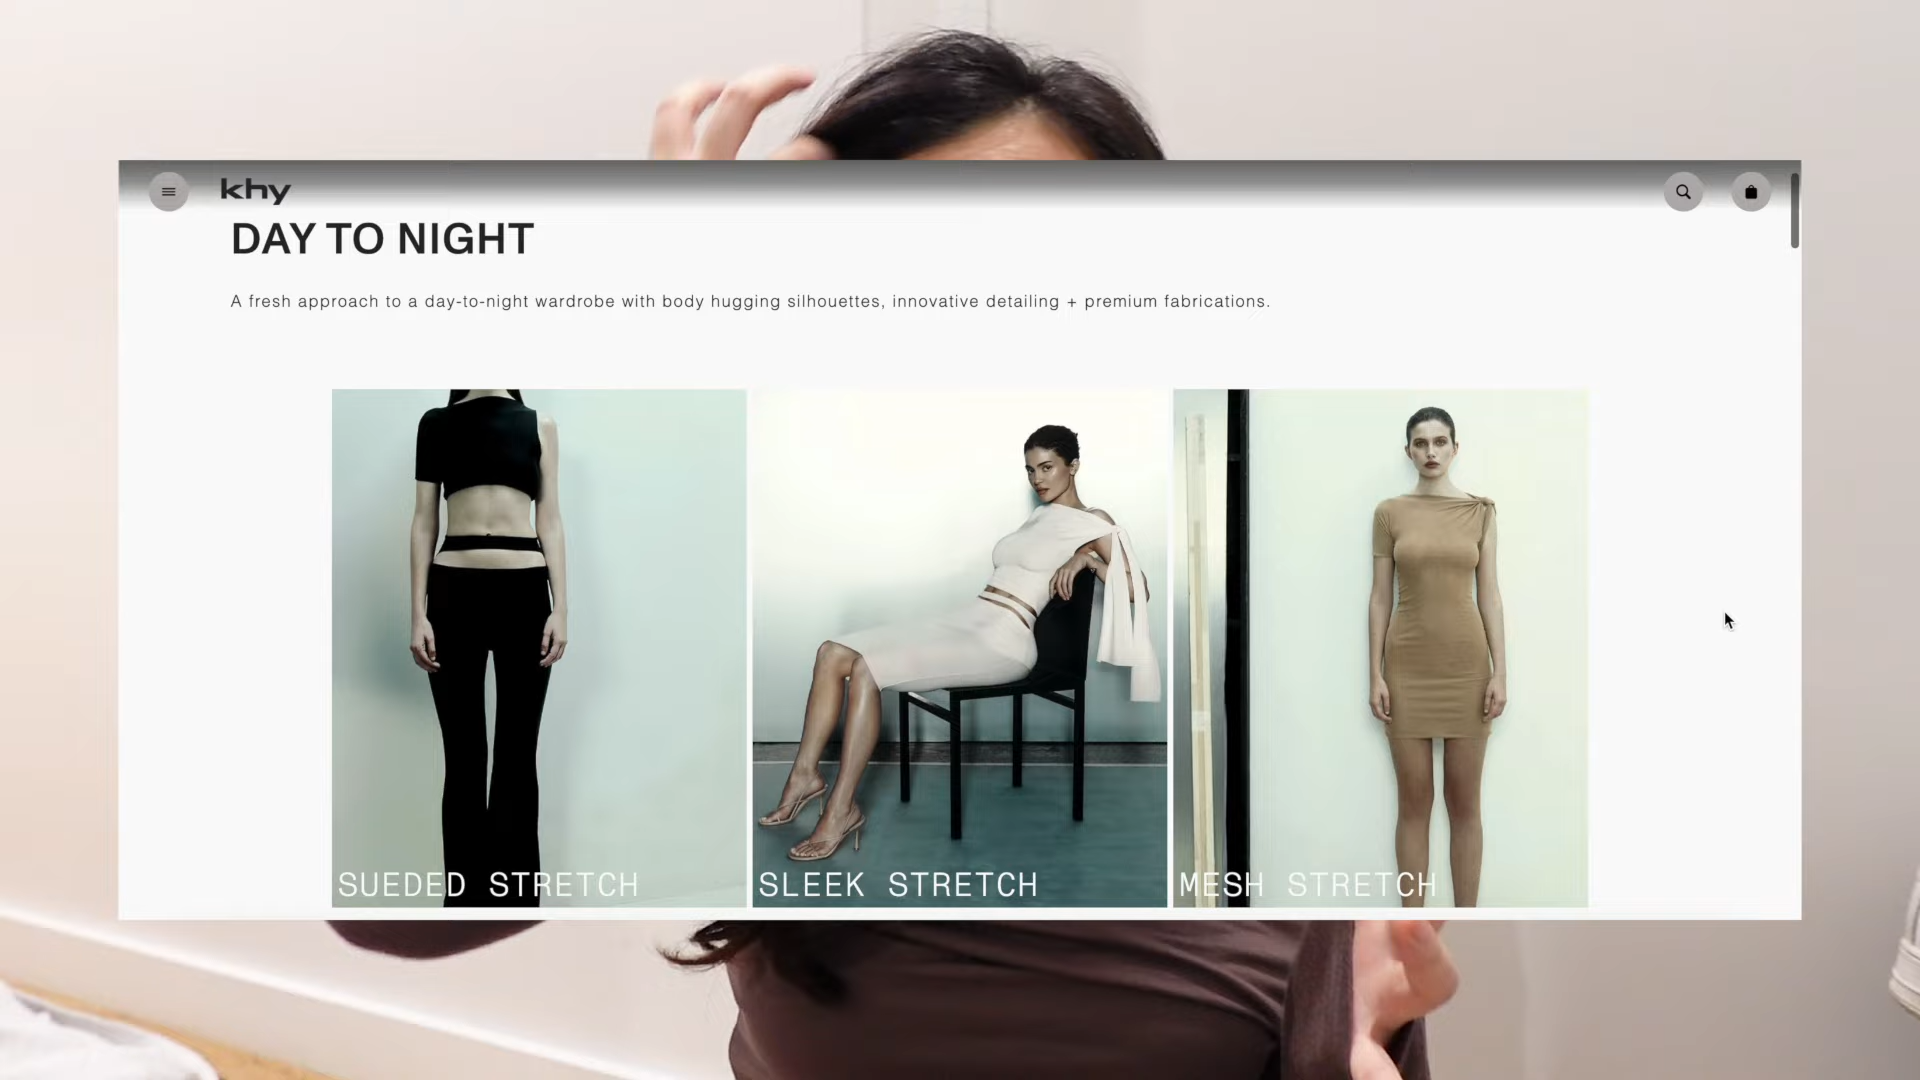 khy
DAY TO NIGHT
A fresh approach to a day-to-night wardrobe with body hugging silhouettes, innovative detailing + premium fabrications.
SUEDED STRETCH
SLEEK STRETCH
MESH STRETCH